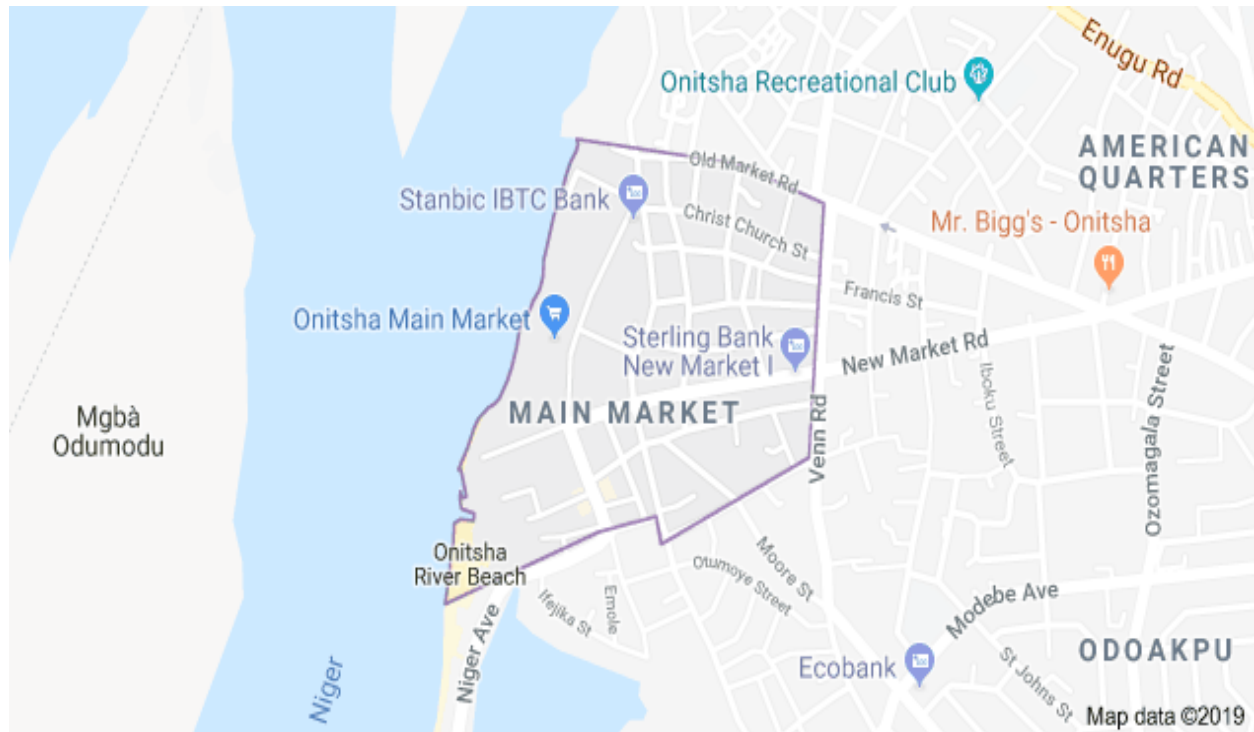 Enugu Rd
Onitsha Recreational Club
AMERICAN
QUARTERS
Old Market Rd
Stanbic IBTC Bank
Christ Church St
Mr. Bigg's - Onitsha
Francis St
Onitsha Main Market
Sterling Bank
New Market I
New Market Rd
Iboku Street
Ozomagala Street
MAIN MARKET
Mgbà
Odumodu
Venn Rd
Onitsha
River Beach
Moore St
Otumoye Street
Ifejika St
Emole
Modebe Ave
Niger Ave
Niger
Ecobank
ODOAKPU
St Johns St
Map data ©2019